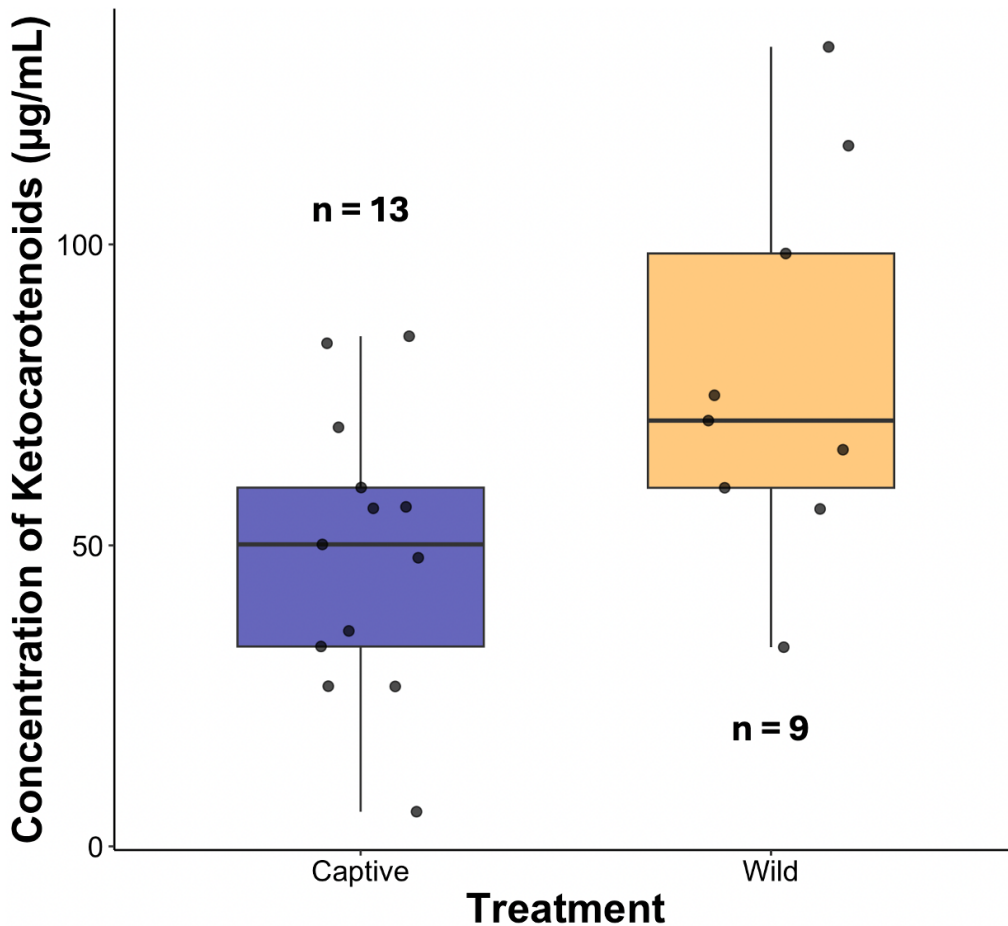 Concentration of Ketocarotenoids (µg/mL)
n = 13
100
50
n = 9
0
Captive
Wild
Treatment